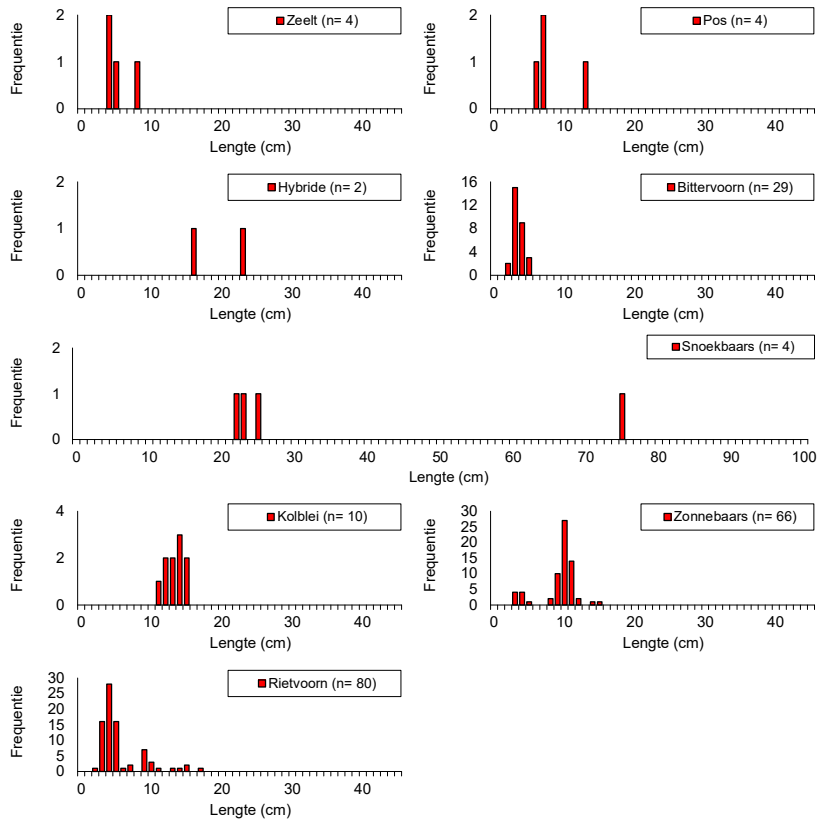 Zeelt (n= 4)
2
1
0
Frequentie
0 10 20 30 40
Lengte (cm)
Pos (n= 4)
2
1
0
Frequentie
0 10 20 30 40
Lengte (cm)
Hybride (n= 2)
2
1
0
Frequentie
0 10 20 30 40
Lengte (cm)
Bittervoorn (n= 29)
16
12
8
4
0
Frequentie
0 10 20 30 40
Lengte (cm)
Snoekbaars (n= 4)
2
1
0
Frequentie
0 10 20 30 40 50 60 70 80 90 100
Lengte (cm)
Kolblei (n= 10)
4
2
0
Frequentie
0 10 20 30 40
Lengte (cm)
Zonnebaars (n= 66)
30
25
20
15
10
5
0
Frequentie
0 10 20 30 40
Lengte (cm)
Rietvoorn (n= 80)
30
25
20
15
10
5
0
Frequentie
0 10 20 30 40
Lengte (cm)